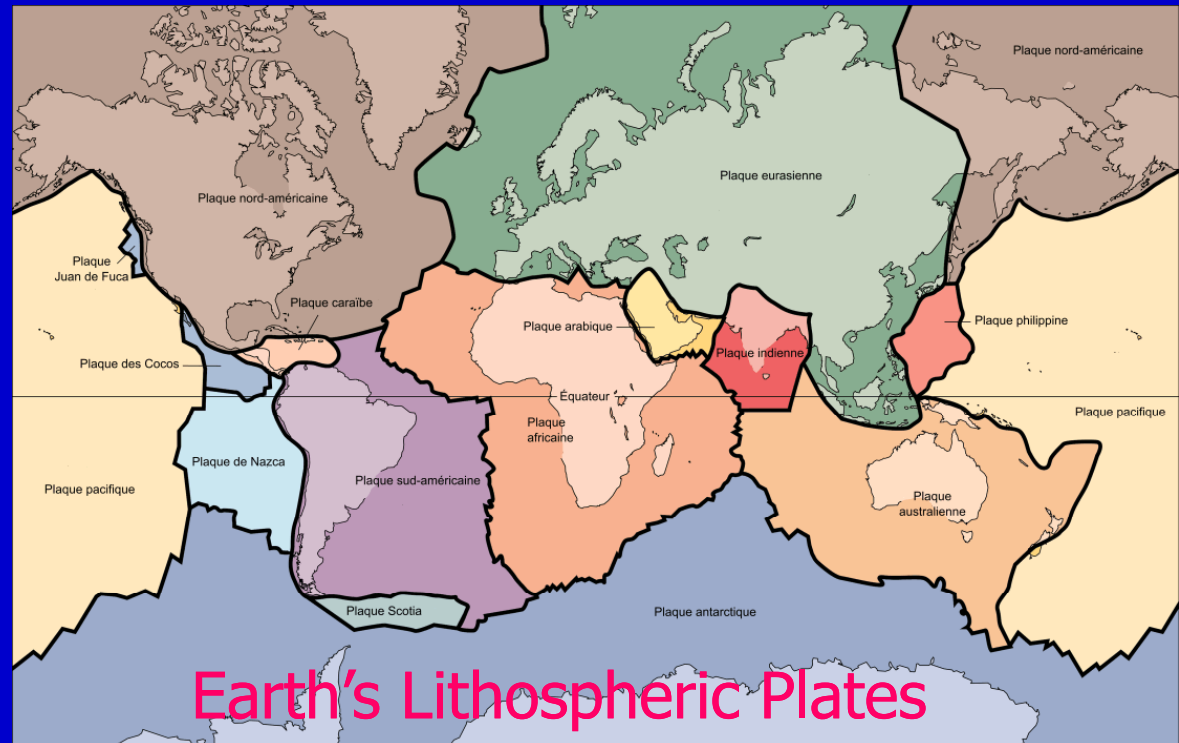 Plaque nord-américaine
Plaque eurasienne
Plaque nord-américaine
Plaque
Juan de Fuca
Plaque caraïbe
Plaque arabique
Plaque philippine
Plaque indienne
Plaque des Cocos
Équateur
Plaque pacifique
Plaque
africaine
Plaque de Nazca
Plaque sud-américaine
Plaque pacifique
Plaque
australienne
Plaque Scotia
Plaque antarctique
Earth’s Lithospheric Plates